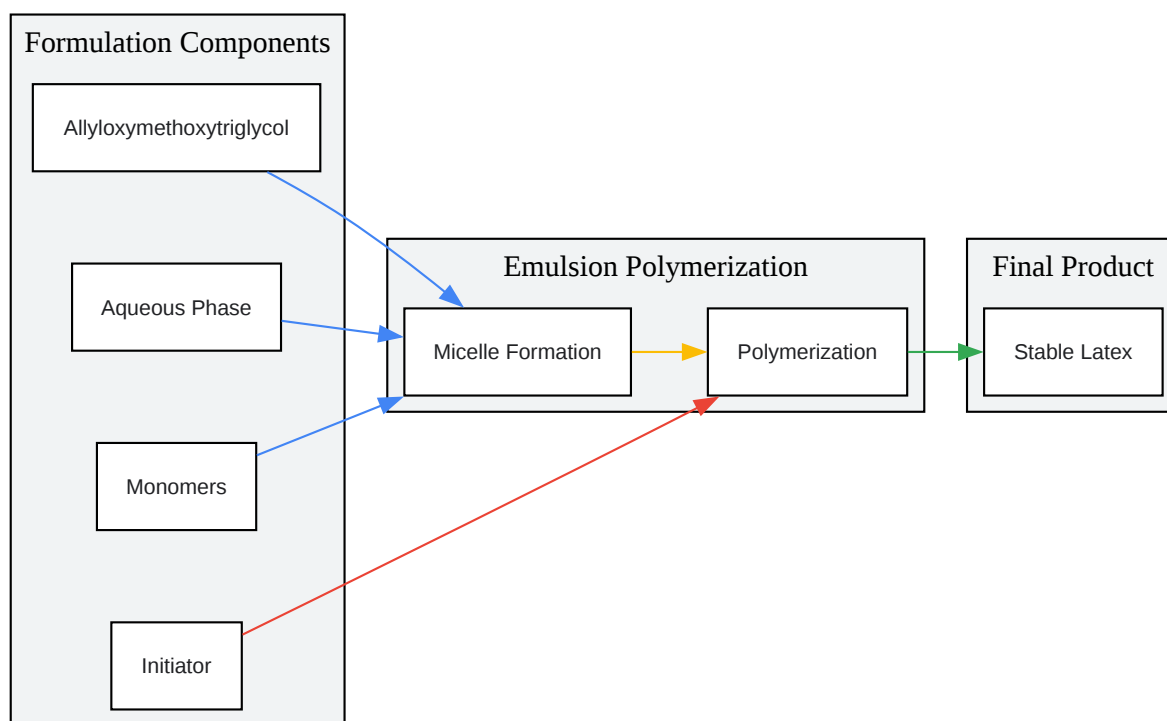 Formulation Components
Allyloxymethoxytriglycol
Aqueous Phase
Monomers
Initiator
Emulsion Polymerization
Micelle Formation
Polymerization
Final Product
Stable Latex